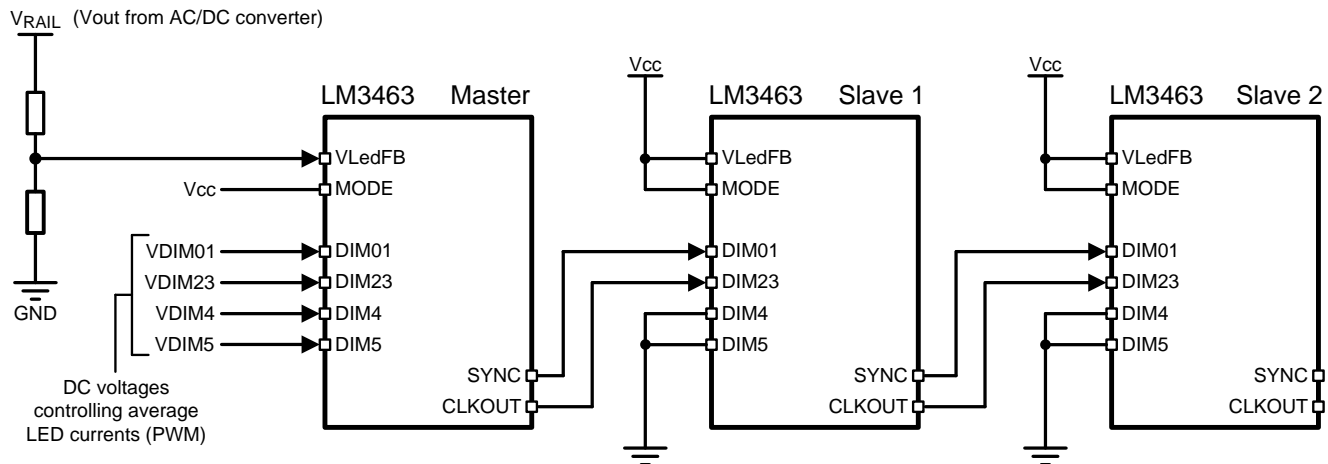 VRAIL (Vout from AC/DC converter)
GND
LM3463 Master
VLedFB
Vcc MODE
VDIM01 DIM01
VDIM23 DIM23
VDIM4 DIM4
VDIM5 DIM5
SYNC
CLKOUT
DC voltages
controlling average
LED currents (PWM)
Vcc
LM3463 Slave 1
VLedFB
MODE
DIM01
DIM23
DIM4
DIM5
SYNC
CLKOUT
Vcc
LM3463 Slave 2
VLedFB
MODE
DIM01
DIM23
DIM4
DIM5
SYNC
CLKOUT